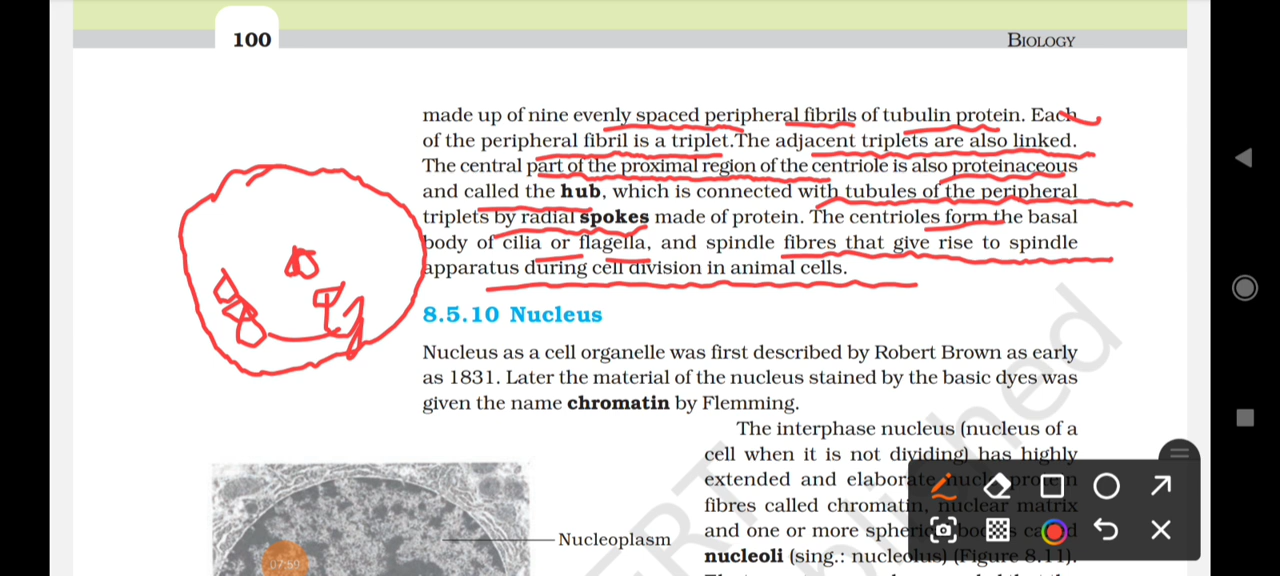 100
BIOLOGY
made up of nine evenly spaced peripheral fibrils of tubulin protein. Each
of the peripheral fibril is a triplet.The adjacent triplets are also linked.
The central part of the proximal region of the centriole is also proteinaceous
and called the hub, which is connected with tubules of the peripheral
triplets by radial spokes made of protein. The centrioles form the basal
body of cilia or flagella, and spindle fibres that give rise to spindle
apparatus during cell division in animal cells.
8.5.10 Nucleus
Nucleus as a cell organelle was first described by Robert Brown as early
as 1831. Later the material of the nucleus stained by the basic dyes was
given the name chromatin by Flemming.
The interphase nucleus (nucleus of a
cell when it is not dividing) has highly
extended and elaborate nucleoprotein
fibres called chromatin, nuclear matrix
and one or more spherical bodies called
nucleoli (sing.: nucleolus) (Figure 8.11).
Nucleoplasm
07:59